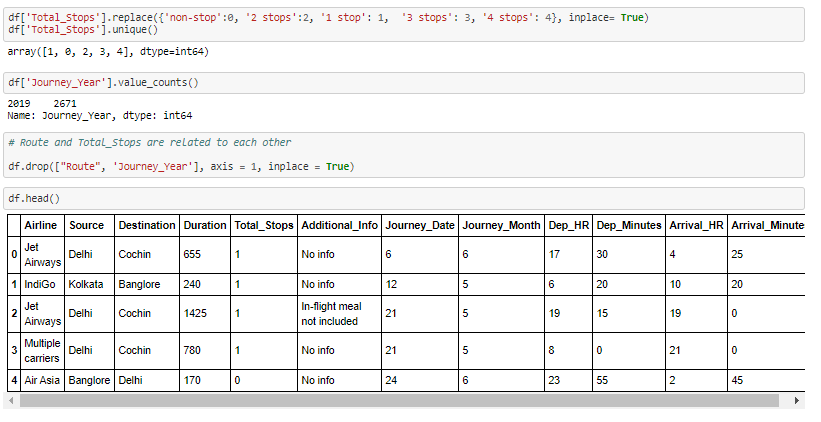 df['Total_Stops'].replace({'non-stop':0, '2 stops':2, '1 stop': 1,  '3 stops': 3, '4 stops': 4}, inplace= True)
df['Total_Stops'].unique()
array([1, 0, 2, 3, 4], dtype=int64)
df['Journey_Year'].value_counts()
2019    2671
Name: Journey_Year, dtype: int64
# Route and Total_Stops are related to each other
df.drop(["Route", 'Journey_Year'], axis = 1, inplace = True)
df.head()
Airline Source Destination Duration Total_Stops Additional_Info Journey_Date Journey_Month Dep_HR Dep_Minutes Arrival_HR Arrival_Minute
0 Jet Airways Delhi Cochin 655 1 No info 6 6 17 30 4 25
1 IndiGo Kolkata Banglore 240 1 No info 12 5 6 20 10 20
2 Jet Airways Delhi Cochin 1425 1 In-flight meal not included 21 5 19 15 19 0
3 Multiple carriers Delhi Cochin 780 1 No info 21 5 8 0 21 0
4 Air Asia Banglore Delhi 170 0 No info 24 6 23 55 2 45